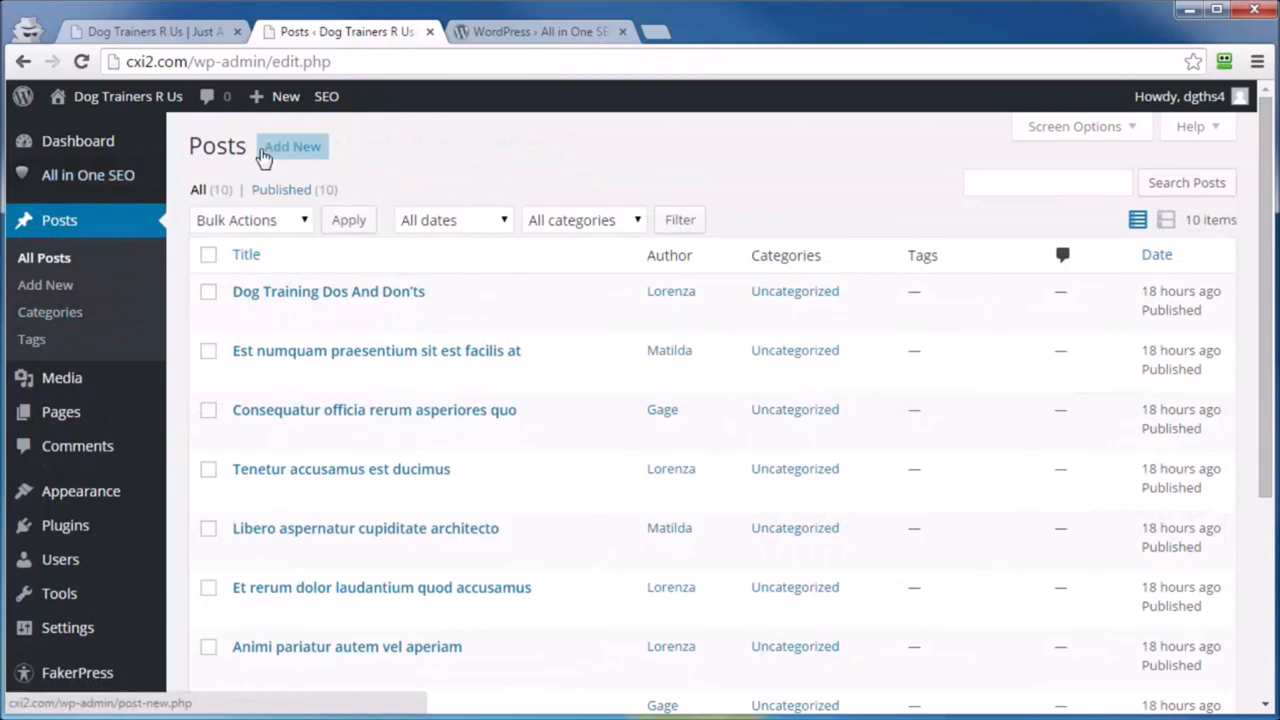 Dog Trainers R Us | Just A
Posts ‹ Dog Trainers R Us
WordPress › All in One SE
cxi2.com/wp-admin/edit.php
Dog Trainers R Us
0
New
SEO
Howdy, dgths4
Dashboard
All in One SEO
Posts
All Posts
Add New
Categories
Tags
Media
Pages
Comments
Appearance
Plugins
Users
Tools
Settings
FakerPress
Posts
Add New
Screen Options
Help
All (10) | Published (10)
Search Posts
Bulk Actions
Apply
All dates
All categories
Filter
10 items
Title
Author
Categories
Tags
Date
Dog Training Dos And Don'ts
Lorenza
Uncategorized
—
—
18 hours ago
Published
Est numquam praesentium sit est facilis at
Matilda
Uncategorized
—
—
18 hours ago
Published
Consequatur officia rerum asperiores quo
Gage
Uncategorized
—
—
18 hours ago
Published
Tenetur accusamus est ducimus
Lorenza
Uncategorized
—
—
18 hours ago
Published
Libero aspernatur cupiditate architecto
Matilda
Uncategorized
—
—
18 hours ago
Published
Et rerum dolor laudantium quod accusamus
Lorenza
Uncategorized
—
—
18 hours ago
Published
Animi pariatur autem vel aperiam
Lorenza
Uncategorized
—
—
18 hours ago
Published
Gage
Uncategorized
18 hours ago
cxi2.com/wp-admin/post-new.php